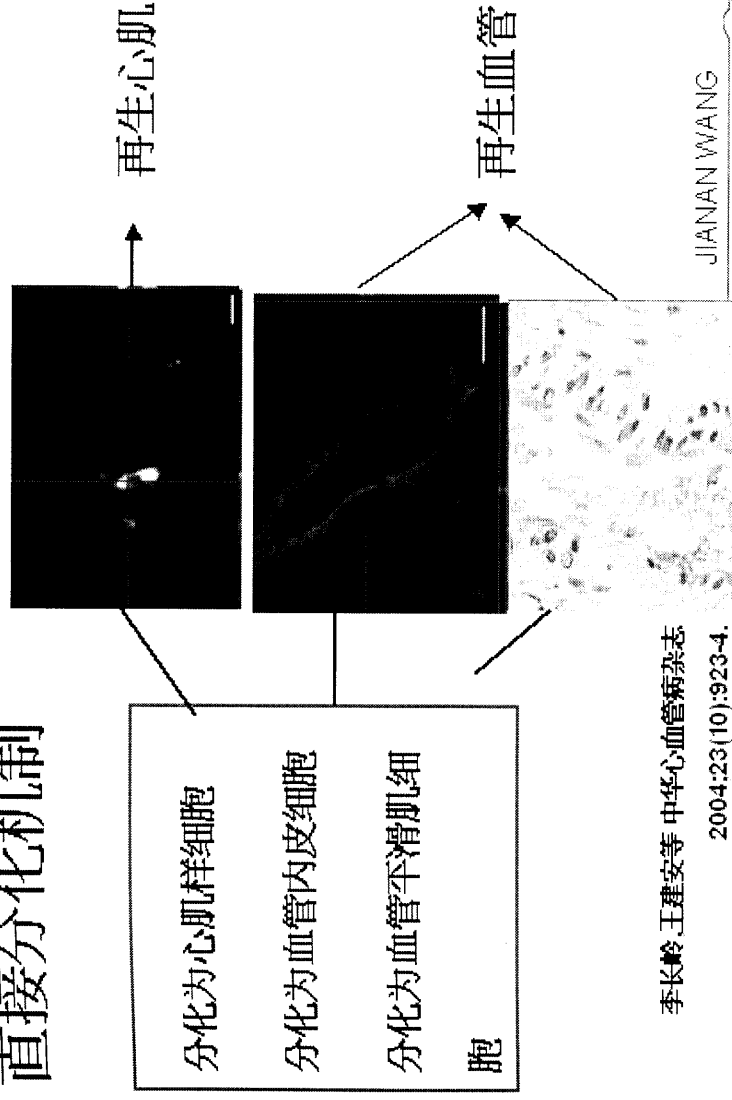 直接分化机制
分化为心肌样细胞
分化为血管内皮细胞
分化为血管平滑肌细
胞
再生心肌
再生血管
李长岭,王建安等 中华心血管病杂志
2004:23(10):923-4.
JIANAN WANG